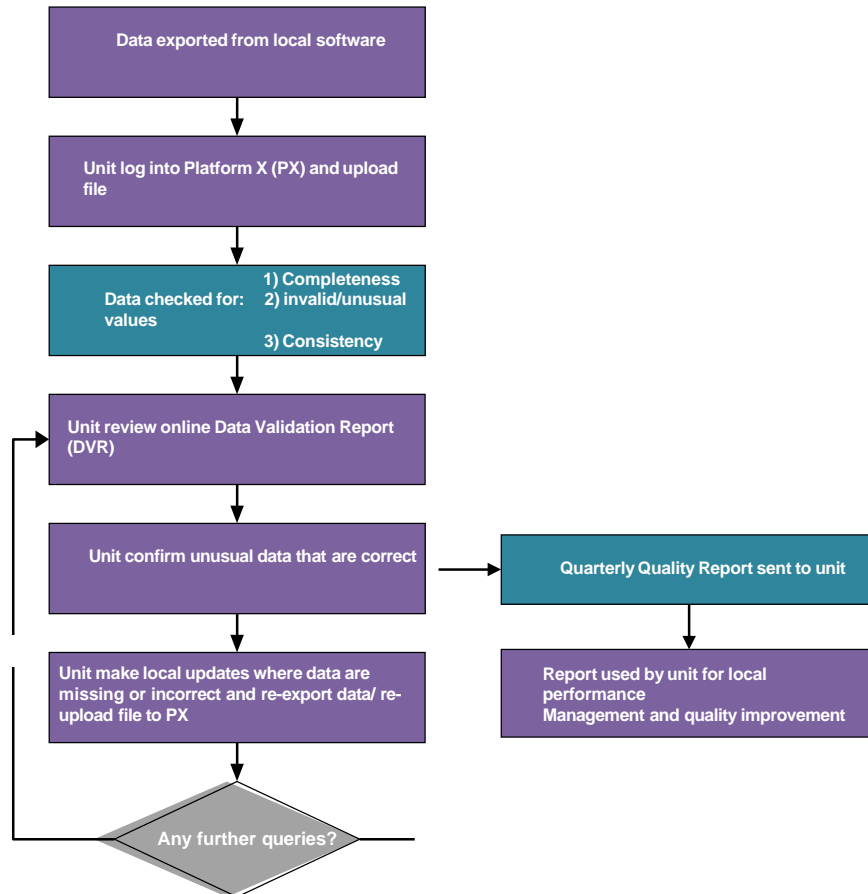 Data exported from local software
Unit log into Platform X (PX) and upload
file
1) Completeness
Data checked for: 2) invalid/unusual
values
3) Consistency
Unit review online Data Validation Report
(DVR)
Unit confirm unusual data that are correct
Quarterly Quality Report sent to unit
Unit make local updates where data are
missing or incorrect and re-export data/ re-
upload file to PX
Report used by unit for local
performance
Management and quality improvement
Any further queries?